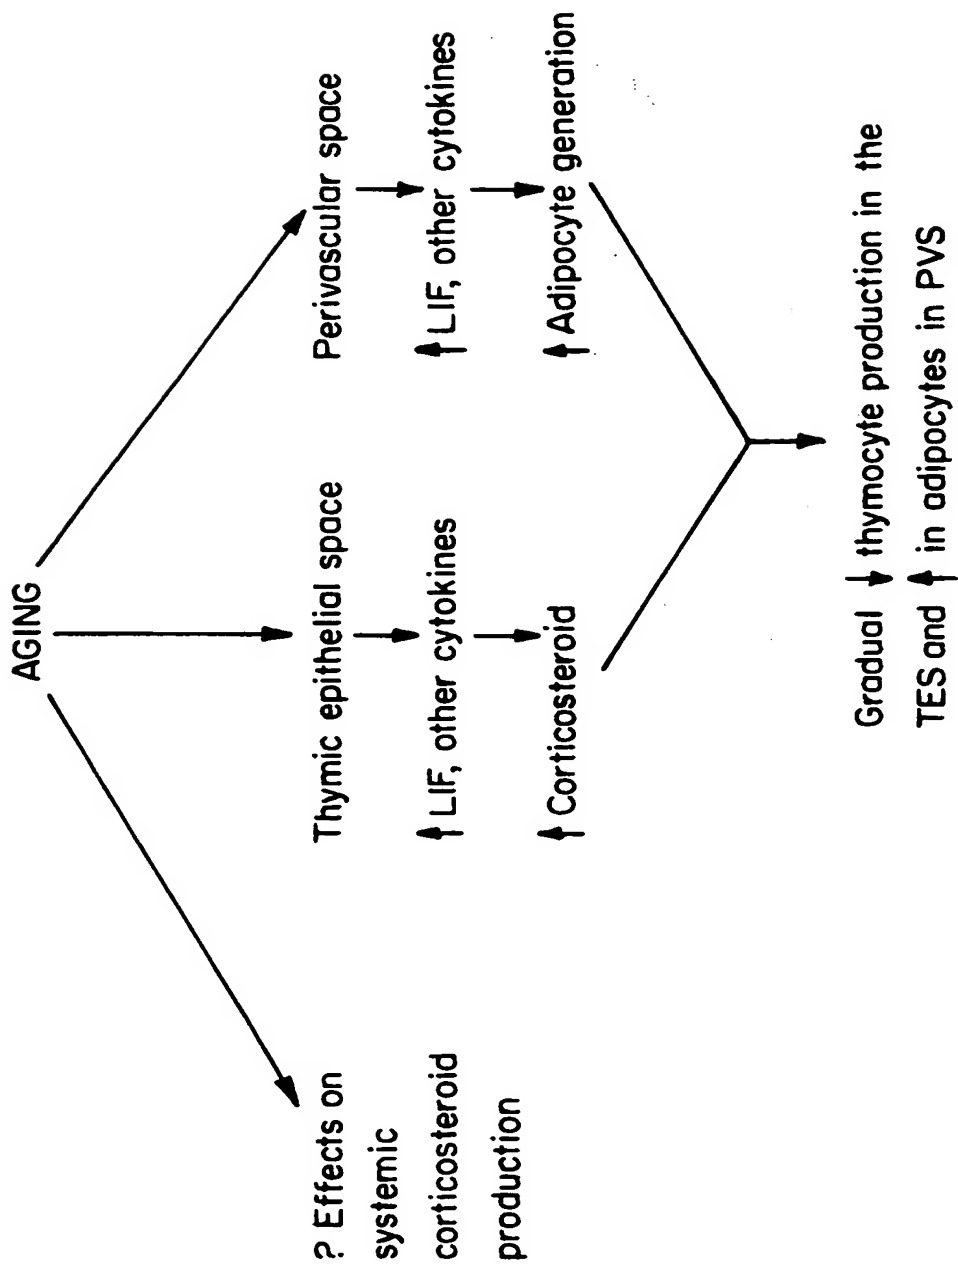 AGING
? Effects on
systemic
corticosteroid
production
Thymic epithelial space
↑ LIF, other cytokines
↑ Corticosteroid
Perivascular space
↑ LIF, other cytokines
↑ Adipocyte generation
Gradual ↓ thymocyte production in the
TES and ↑ in adipocytes in PVS